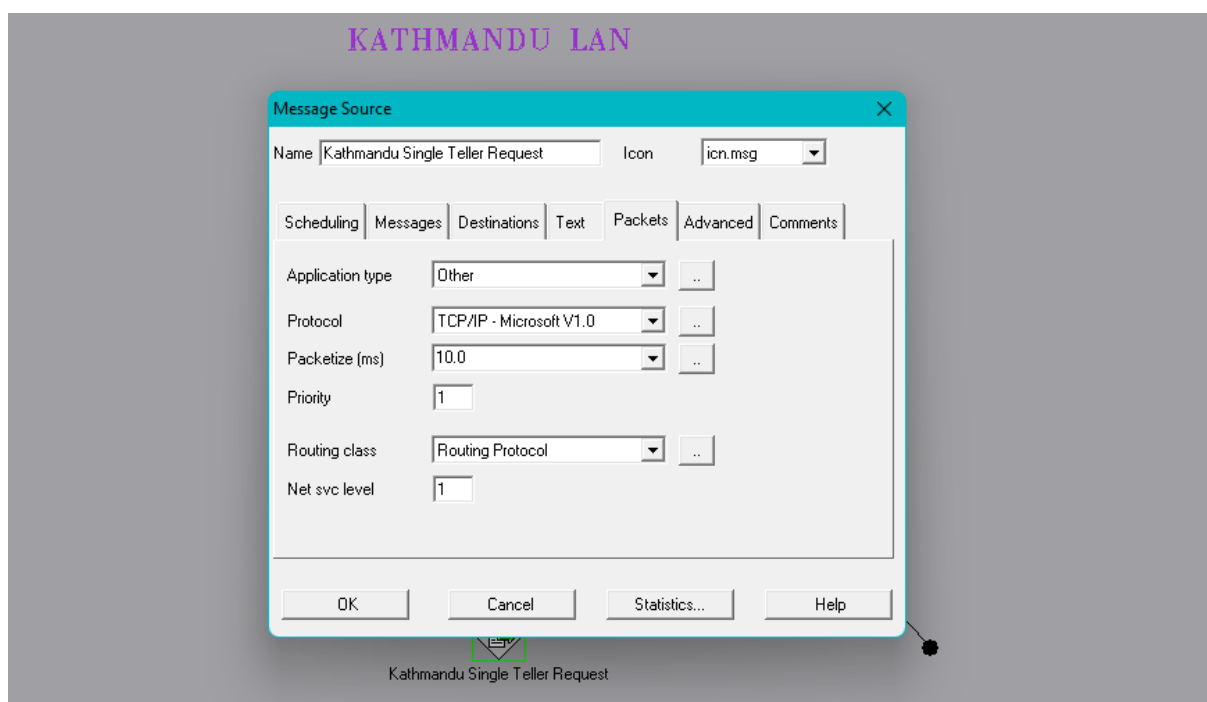 KATHMANDU LAN
Message Source
Name Kathmandu Single Teller Request Icon icn.msg
Scheduling Messages Destinations Text Packets Advanced Comments
Application type Other ..
Protocol TCP/IP - Microsoft V1.0 ..
Packetize (ms) 10.0 ..
Priority 1
Routing class Routing Protocol ..
Net svc level 1
OK Cancel Statistics... Help
Kathmandu Single Teller Request